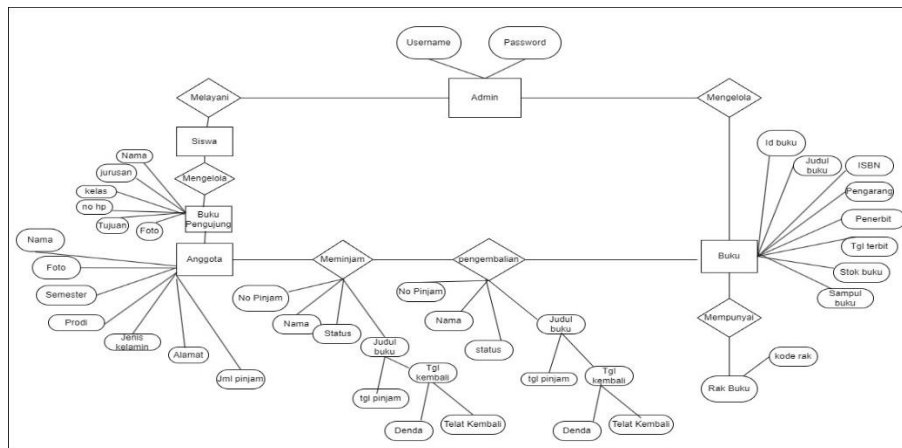 Username
Password
Melayani
Admin
Mengelola
Siswa
Nama
jurusan
Mengelola
kelas
no hp
Tujuan
Foto
Buku
Pengujung
Id buku
Judul
buku
ISBN
Pengarang
Penerbit
Tgl terbit
Stok buku
Sampul
buku
Nama
Foto
Semester
Prodi
Jenis
kelamin
Alamat
Jml pinjam
Anggota
Meminjam
pengembalian
Buku
No Pinjam
Nama
Status
Judul
buku
tgl pinjam
Tgl
kembali
Denda
Telat Kembali
No Pinjam
Nama
status
Judul
buku
tgl pinjam
Tgl
kembali
Denda
Telat Kembali
Mempunyai
kode rak
Rak Buku